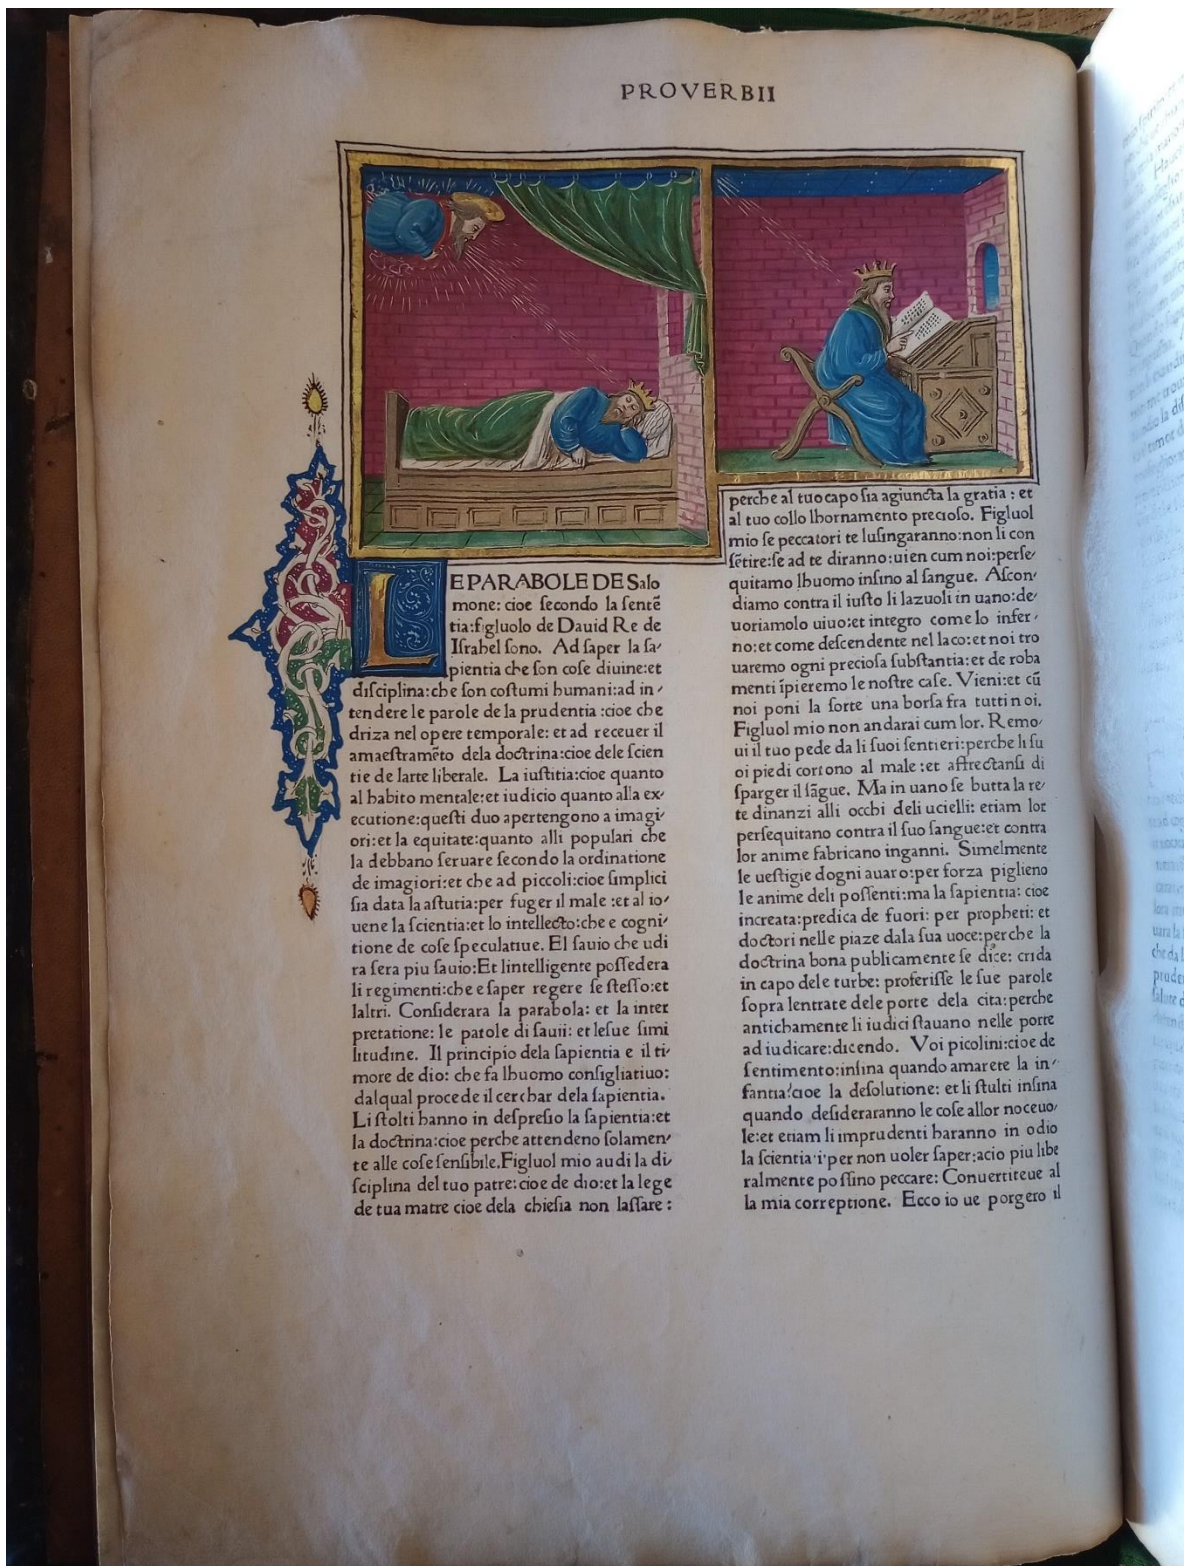 PROVERBII
LE PARABOLE DE Salo
mone: cioe secondo la sentē
tia: figluolo de Dauid Re de
Israhel sono. Ad saper la sa-
pientia che son cose diuine: et
disciplina: che son costumi humani: ad in-
tendere le parole de la prudentia: cioe che
driza nel opere temporale: et ad receuer il
amaestramēto dela doctrina: cioe dele scien
tie de larte liberale. La iustitia: cioe quanto
al habito mentale: et iudicio quanto alla ex-
ecutione: questi duo apertengono a imagi-
ori: et la equitate: quanto alli populari che
la debbano seruare secondo la ordinatione
de imagiori: et che ad piccoli: cioe simplici
sia data la astutia: per fuger il male: et al io-
uene la scientia: et lo intellecto: che e cogni-
tione de cose speculatiue. El sauio che udi
ra sera piu sauio: Et lintelligente possedera
li regimenti: che e saper regere se stesso: et
laltri. Considerara la parabola: et la inter
pretatione: le parole di sauii: et le sue simi
litudine. Il principio dela sapientia e il ti-
more de dio: che fa lhuomo consigliatiuo:
dalqual procede il cerchar dela sapientia.
Li stolti hanno in despresio la sapientia: et
la doctrina: cioe perche attendeno solamen-
te alle cose sensibile. Figluol mio audi la di-
sciplina del tuo patre: cioe de dio: et la lege
de tua matre cioe dela chiesia non lassare:
perche al tuo capo sia agiuncta la gratia: et
al tuo collo lhornamento precioso. Figluol
mio se peccatori te lusingaranno: non li con
sētire: se ad te diranno: uien cum noi: perse-
quitamo lhuomo insino al sangue. Ascon-
diamo contra il iusto li lazuoli in uano: de-
uoriamolo uiuo: et integro come lo infer-
no: et come descendente nel laco: et noi tro
uaremo ogni preciosa substantia: et de roba
menti īpieremo le nostre case. Vieni: et cū
noi poni la sorte una borsa fra tutti noi.
Figluol mio non andarai cum lor. Remo-
ui il tuo pede da li suoi sentieri: perche li su
oi piedi corrono al male: et affrectansi di
sparger il sāgue. Ma in uano se butta la re-
te dinanzi alli occhi deli ucielli: etiam lor
persequitano contra il suo sangue: et contra
lor anime fabricano inganni. Simelmente
le uestigie dogni auaro: per forza piglieno
le anime deli possenti: ma la sapientia: cioe
increata: predica de fuori: per propheti: et
doctori nelle piaze dala sua uoce: perche la
doctrina bona publicamente se dice: crida
in capo dele turbe: proferisse le sue parole
sopra lentrate dele porte dela cita: perche
antichamente li iudici stauano nelle porte
ad iudicare: dicendo. Voi picolini: cioe de
sentimento: insina quando amarete la in-
fantia: cioe la desolutione: et li stulti insina
quando desideraranno le cose allor noceuo-
le: et etiam li imprudenti haranno in odio
la scientia .i. per non uoler saper: acio piu libe
ralmente possino peccare: Conuertiteue al
la mia correptione. Ecco io ue porgero il